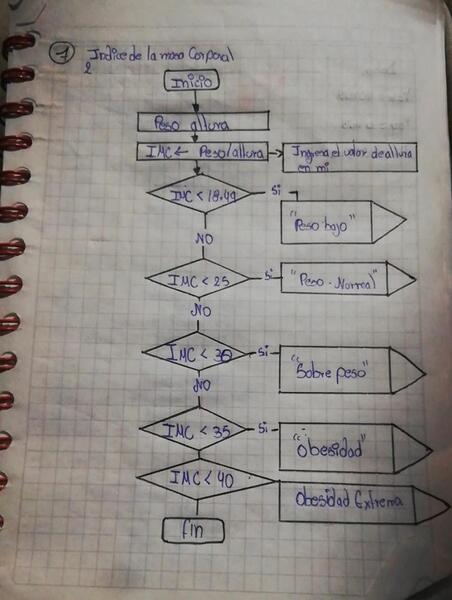 1 Indice de la masa Corporal
2
Inicio
Peso altura
IMC ← Peso/altura
Ingresa el valor de altura
en mi
IMC < 18.49
Si
"Peso bajo"
NO
IMC < 25
Si
"Peso - Normal"
NO
IMC < 30
Si
"Sobre peso"
NO
IMC < 35
Si
"Obesidad"
IMC < 40
Obesidad Extrema
fin